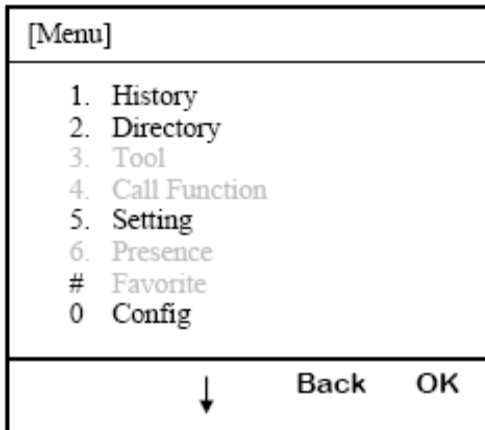 [Menu]
1. History
2. Directory
3. Tool
4. Call Function
5. Setting
6. Presence
# Favorite
0 Config
↓ Back OK